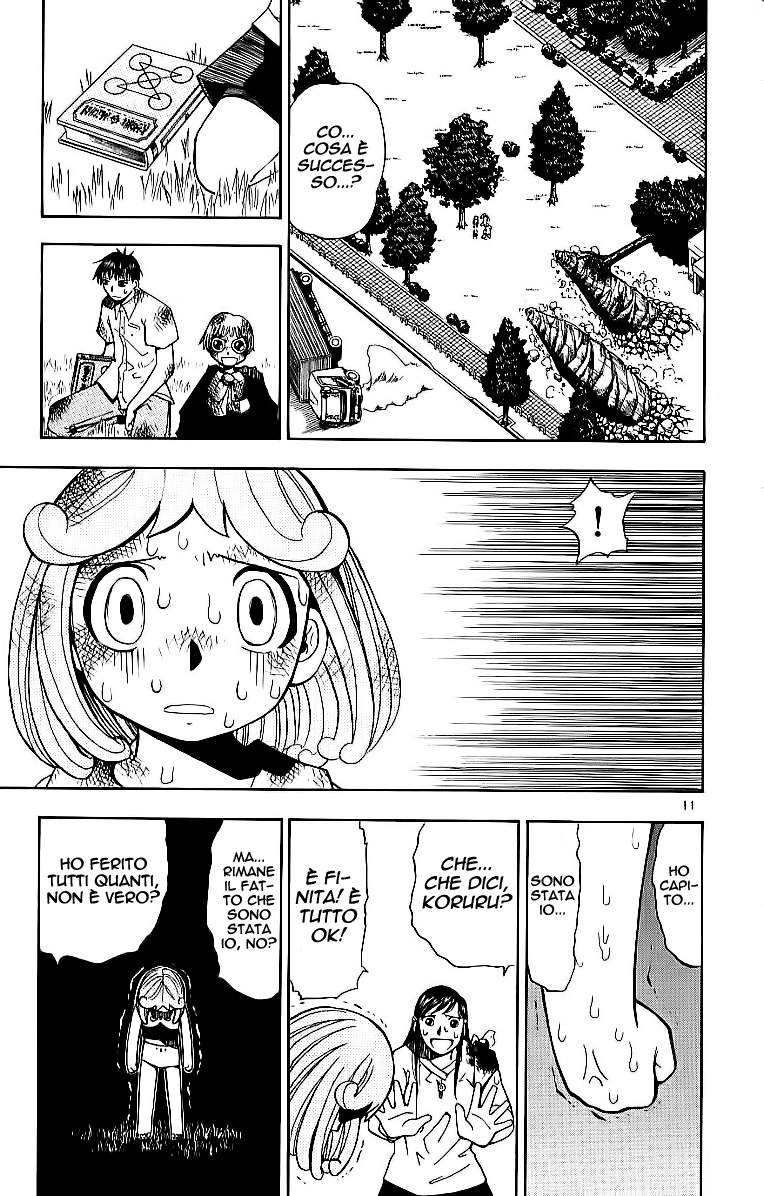 CO...
COSA È
SUCCES-
SO...?
!
11
HO
CAPI-
TO...
SONO
STATA
IO...
CHE...
CHE DICI,
KORURU?
È FI-
NITA! È
TUTTO
OK!
MA...
RIMANE
IL FAT-
TO CHE
SONO
STATA
IO, NO?
HO FERITO
TUTTI QUANTI,
NON È VERO?